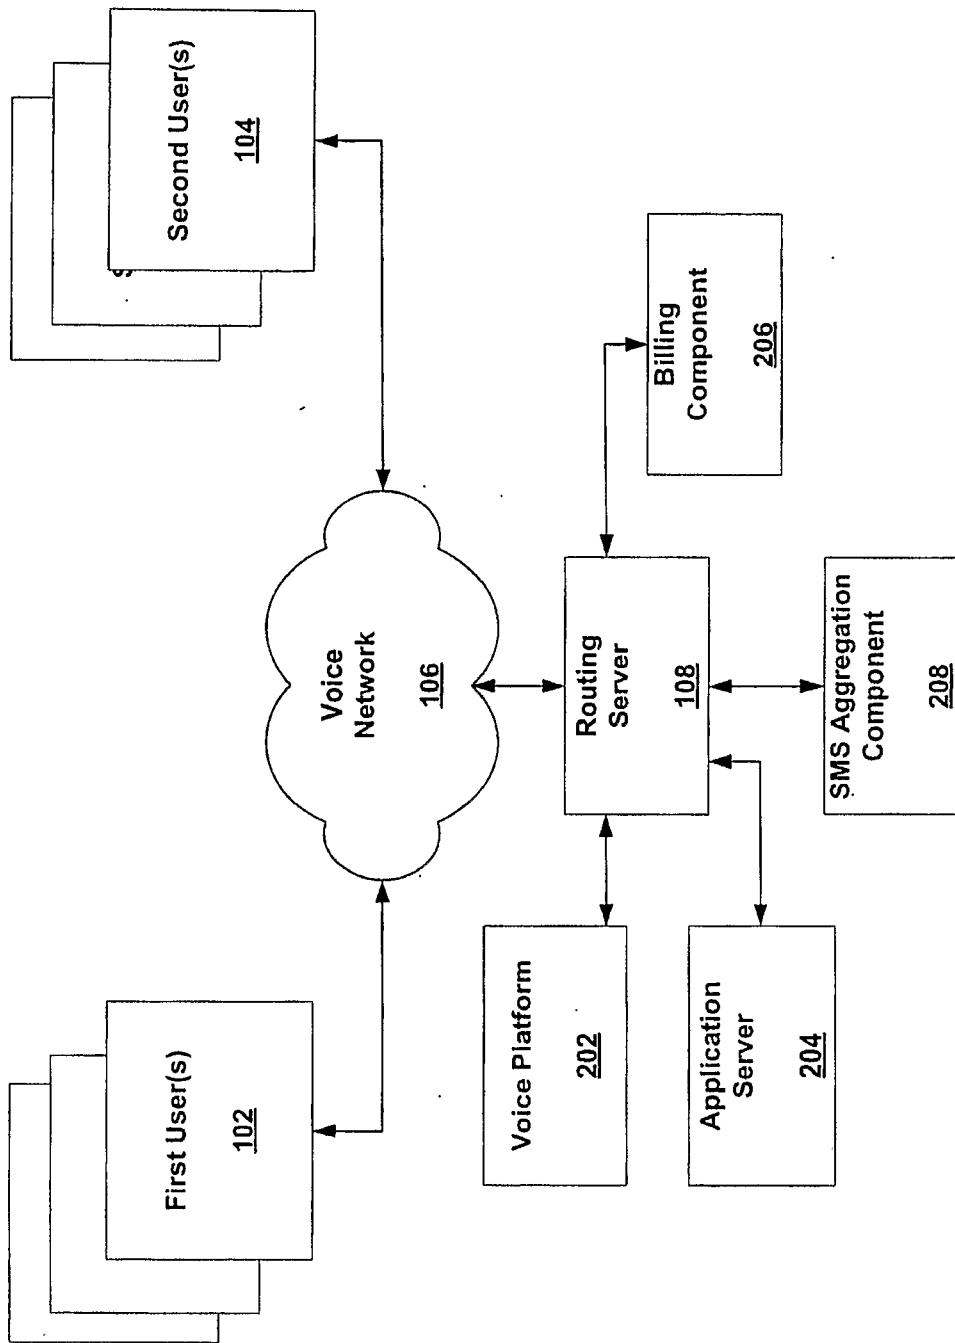 First User(s)
102
Second User(s)
104
S
Voice
Network
106
Routing
Server
108
Voice Platform
202
Application
Server
204
Billing
Component
206
SMS Aggregation
Component
208